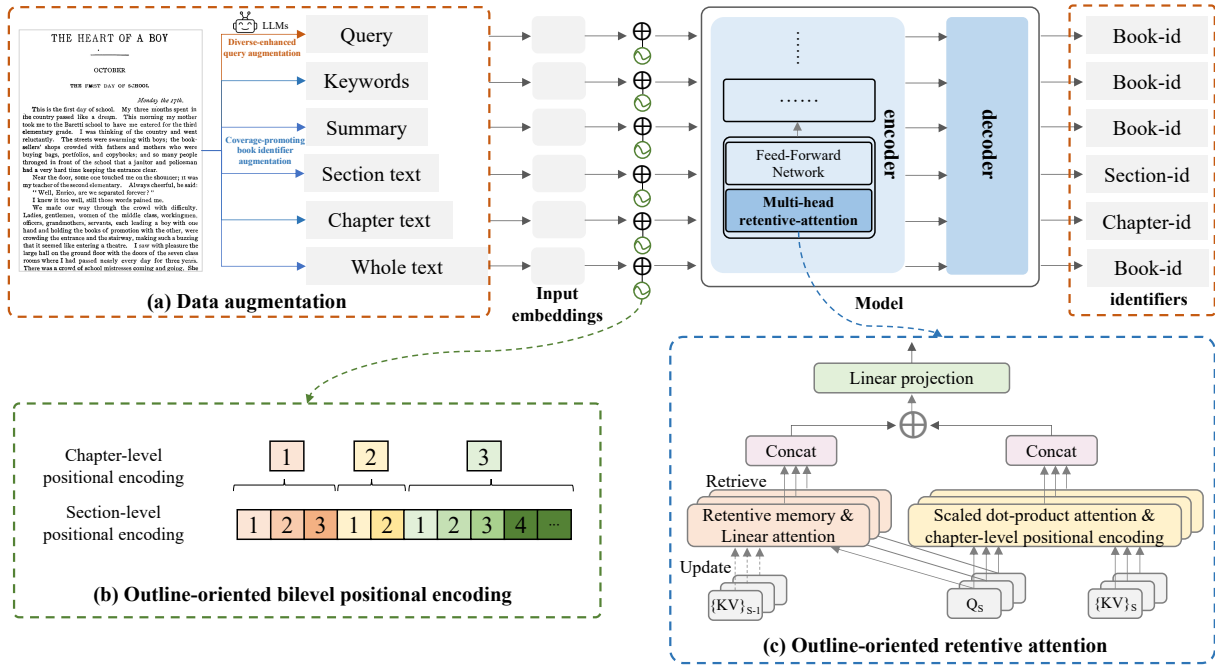 THE HEART OF A BOY
OCTOBER
THE FIRST DAY OF SCHOOL
Monday the 17th.
This is the first day of school. My three months spent in
the country passed like a dream. This morning my mother
took me to the Baretti school to have me entered for the third
elementary grade. I was thinking of the country and went
reluctantly. The streets were swarming with boys; the book-
sellers' shops crowded with fathers and mothers who were
buying bags, portfolios, and copybooks; and so many people
thronged in front of the school that a janitor and policeman
had a very hard time keeping the entrance clear.
Near the door, some one touched me on the shoulder; it was
my teacher of the second elementary. Always cheerful, he said:
"Well, Enrico, are we separated forever?"
I knew it too well, still those words pained me.
We made our way through the crowd with difficulty.
Ladies, gentlemen, women of the middle class, workingmen,
officers, grandmothers, servants, each leading a boy with one
hand and holding the books of promotion with the other, were
crowding the entrance and the stairway, making such a buzzing
that it seemed like entering a theatre. I saw with pleasure the
large hall on the ground floor with the doors of the seven class
rooms where I had passed nearly every day for three years.
There was a crowd of school mistresses coming and going. She
LLMs
Diverse-enhanced
query augmentation
Coverage-promoting
book identifier
augmentation
Query
Keywords
Summary
Section text
Chapter text
Whole text
(a) Data augmentation
Input
embeddings
......
......
Feed-Forward
Network
Multi-head
retentive-attention
encoder
decoder
Model
Book-id
Book-id
Book-id
Section-id
Chapter-id
Book-id
identifiers
Chapter-level
positional encoding
1
2
3
Section-level
positional encoding
1 2 3 1 2 1 2 3 4 ...
(b) Outline-oriented bilevel positional encoding
Linear projection
Concat
Concat
Retrieve
Retentive memory &
Linear attention
Scaled dot-product attention &
chapter-level positional encoding
Update
{KV}S-1
QS
{KV}S
(c) Outline-oriented retentive attention